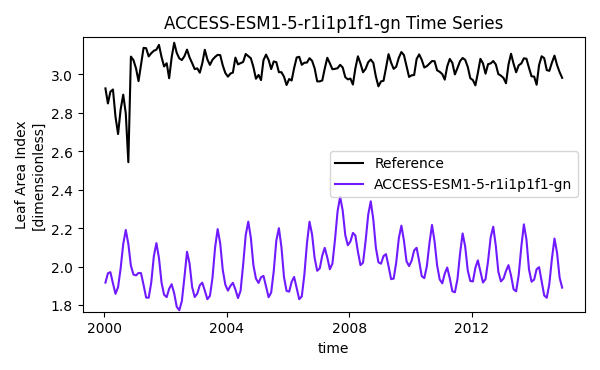 ACCESS-ESM1-5-r1i1p1f1-gn Time Series
Leaf Area Index
[dimensionless]
3.0
2.8
2.6
2.4
2.2
2.0
1.8
Reference
ACCESS-ESM1-5-r1i1p1f1-gn
2000
2004
2008
2012
time